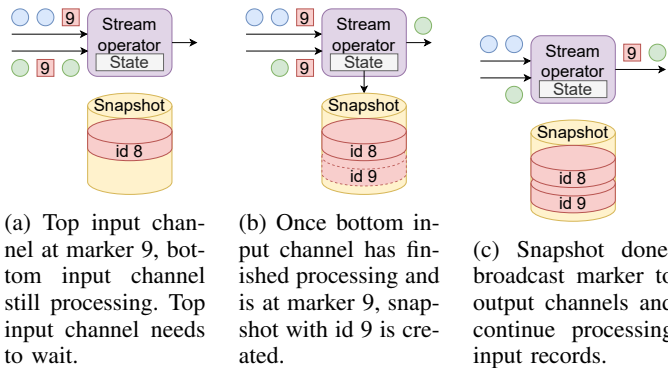 9
Stream
operator
State
9
Snapshot
id 8
(a) Top input chan-
nel at marker 9, bot-
tom input channel
still processing. Top
input channel needs
to wait.
9
Stream
operator
State
9
Snapshot
id 8
id 9
(b) Once bottom in-
put channel has fin-
ished processing and
is at marker 9, snap-
shot with id 9 is cre-
ated.
Stream
operator
State
9
Snapshot
id 8
id 9
(c) Snapshot done,
broadcast marker to
output channels and
continue processing
input records.